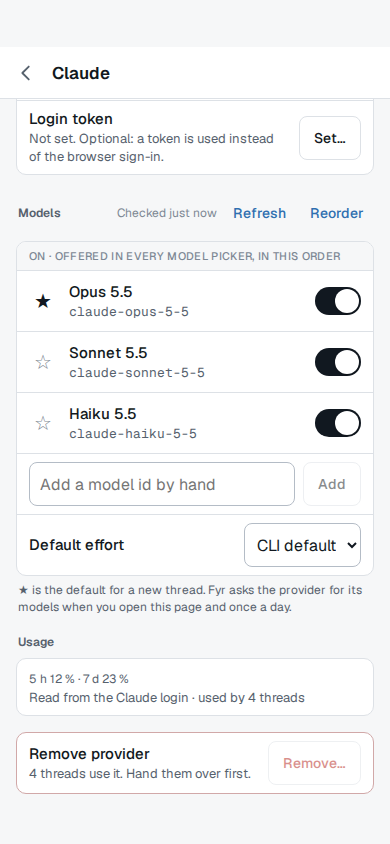 Claude
Login token
Not set. Optional: a token is used instead
of the browser sign-in.
Set...
Models
Checked just now
Refresh
Reorder
ON · OFFERED IN EVERY MODEL PICKER, IN THIS ORDER
★ Opus 5.5
claude-opus-5-5
☆ Sonnet 5.5
claude-sonnet-5-5
☆ Haiku 5.5
claude-haiku-5-5
Add a model id by hand
Add
Default effort
CLI default
★ is the default for a new thread. Fyr asks the provider for its
models when you open this page and once a day.
Usage
5 h 12 % · 7 d 23 %
Read from the Claude login · used by 4 threads
Remove provider
4 threads use it. Hand them over first.
Remove...